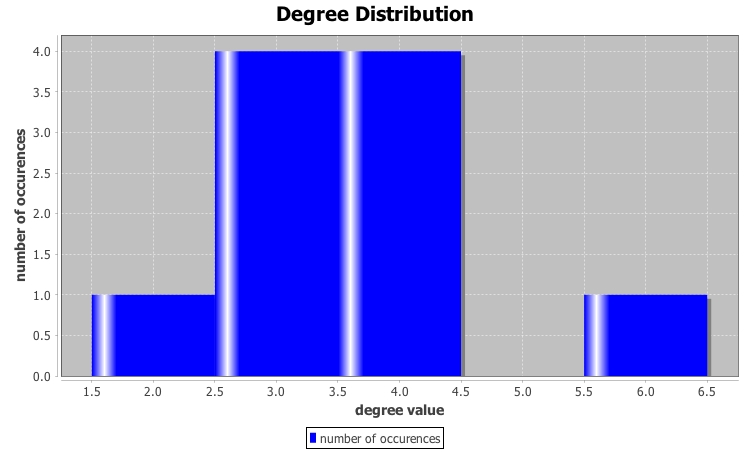 Degree Distribution
4.0
3.5
3.0
2.5
2.0
1.5
1.0
0.5
0.0
number of occurences
1.5 2.0 2.5 3.0 3.5 4.0 4.5 5.0 5.5 6.0 6.5
degree value
number of occurences